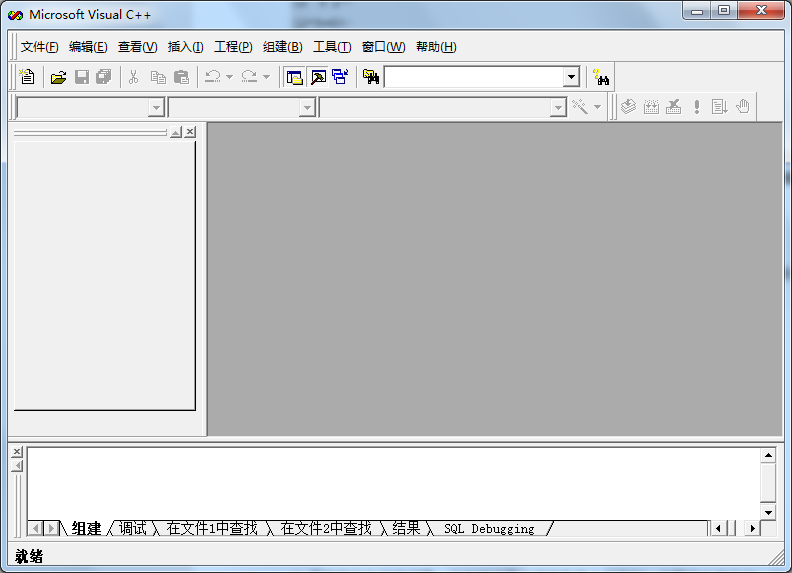 Microsoft Visual C++
文件(F) 编辑(E) 查看(V) 插入(I) 工程(P) 组建(B) 工具(T) 窗口(W) 帮助(H)
组建 调试 在文件1中查找 在文件2中查找 结果 SQL Debugging
就绪